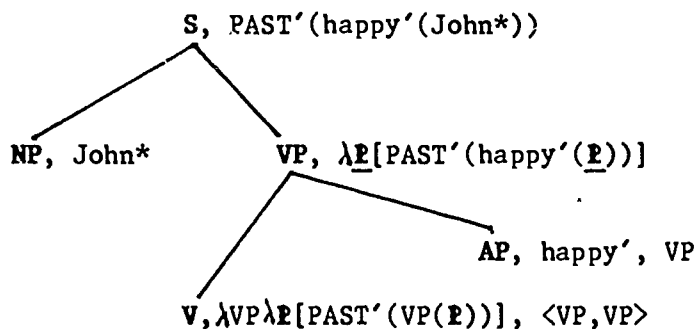 S, PAST′(happy′(John*))
NP, John* VP, λP[PAST′(happy′(P))]
AP, happy′, VP
V, λVPλP[PAST′(VP(P))], <VP,VP>